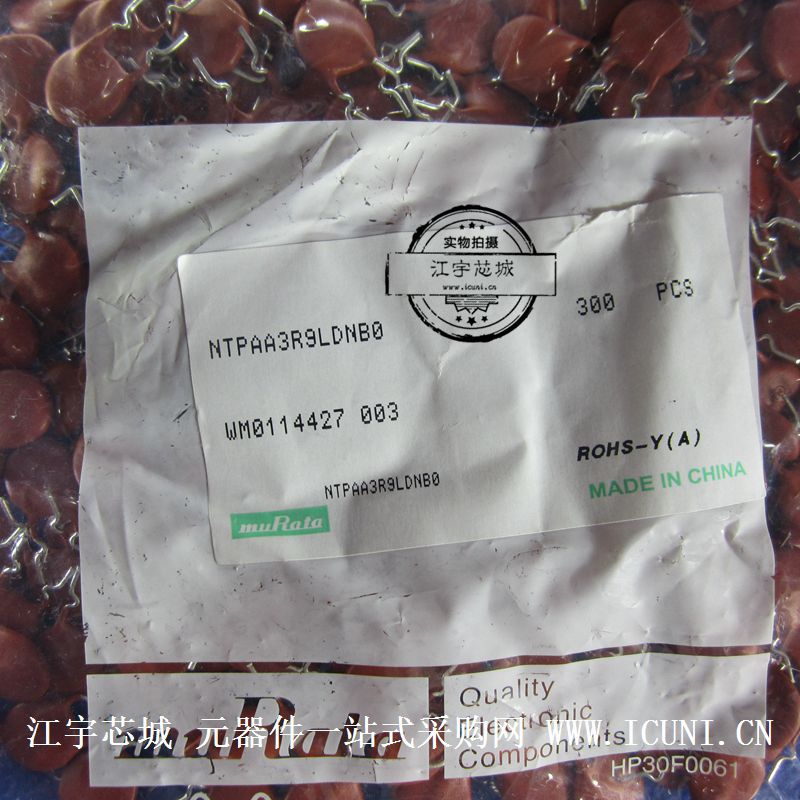 实物拍摄
江宇芯城
www.icuni.cn
NTPAA3R9LDNB0
300 PCS
WM0114427 003
NTPAA3R9LDNB0
ROHS-Y(A)
muRata
MADE IN CHINA
muRata
Quality
Electronic
Components
HP30F0061
江宇芯城 元器件一站式采购网 WWW.ICUNI.CN